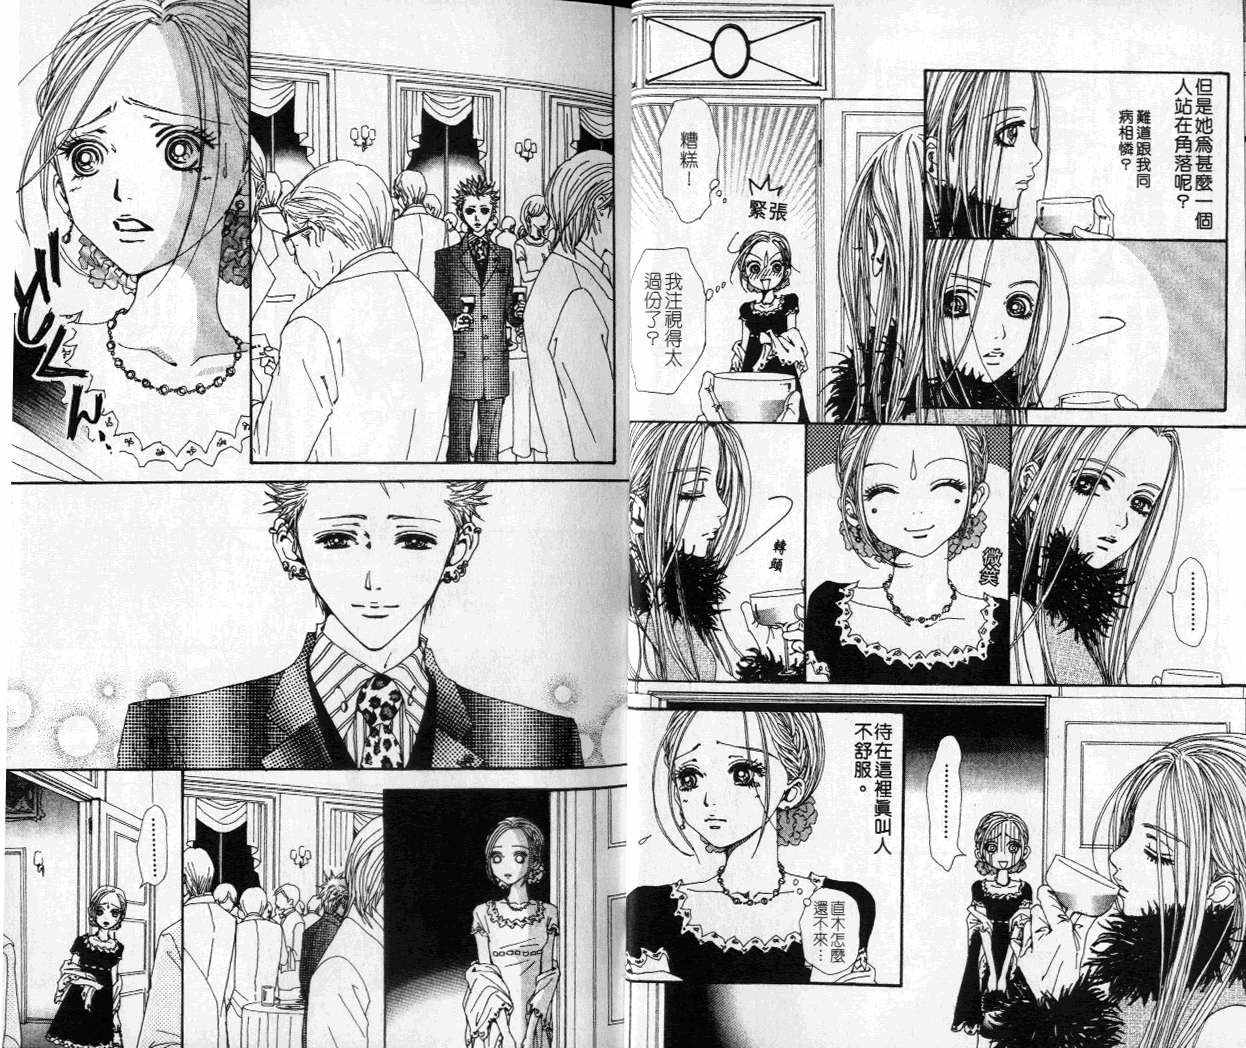 但是她為甚麼一個
人站在角落呢？
難道跟我同
病相憐？
緊張
糟糕…
我注視得太
過份了？
………
微笑
轉頭
…………
待在這裡真叫人
不舒服。
直木怎麼
還不來…
どくん…
…………